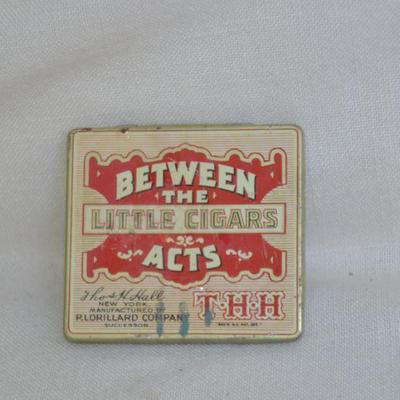 BETWEEN
THE
LITTLE CIGARS
ACTS
Thos. H. Hall
NEW YORK.
MANUFACTURED BY
P. LORILLARD COMPANY
SUCCESSOR
T·H·H